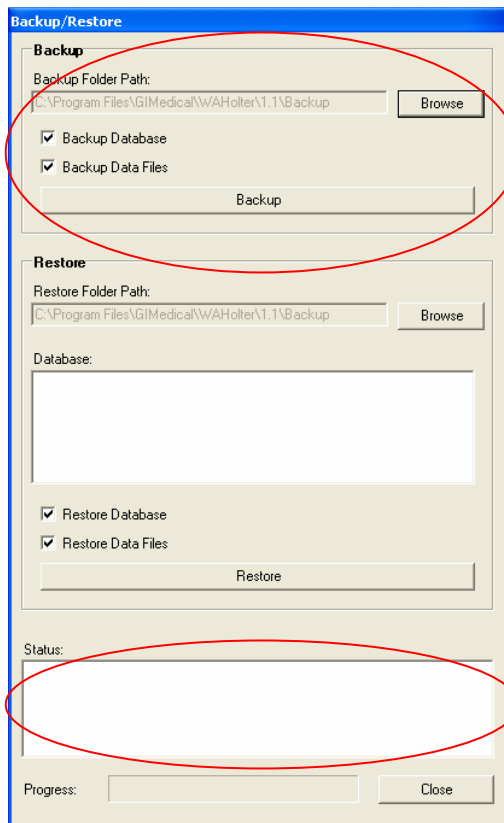 Backup/Restore
Backup
Backup Folder Path:
C:\Program Files\GIMedical\WAHolter\1.1\Backup
Browse
Backup Database
Backup Data Files
Backup
Restore
Restore Folder Path:
C:\Program Files\GIMedical\WAHolter\1.1\Backup
Browse
Database:
Restore Database
Restore Data Files
Restore
Status:
Progress:
Close